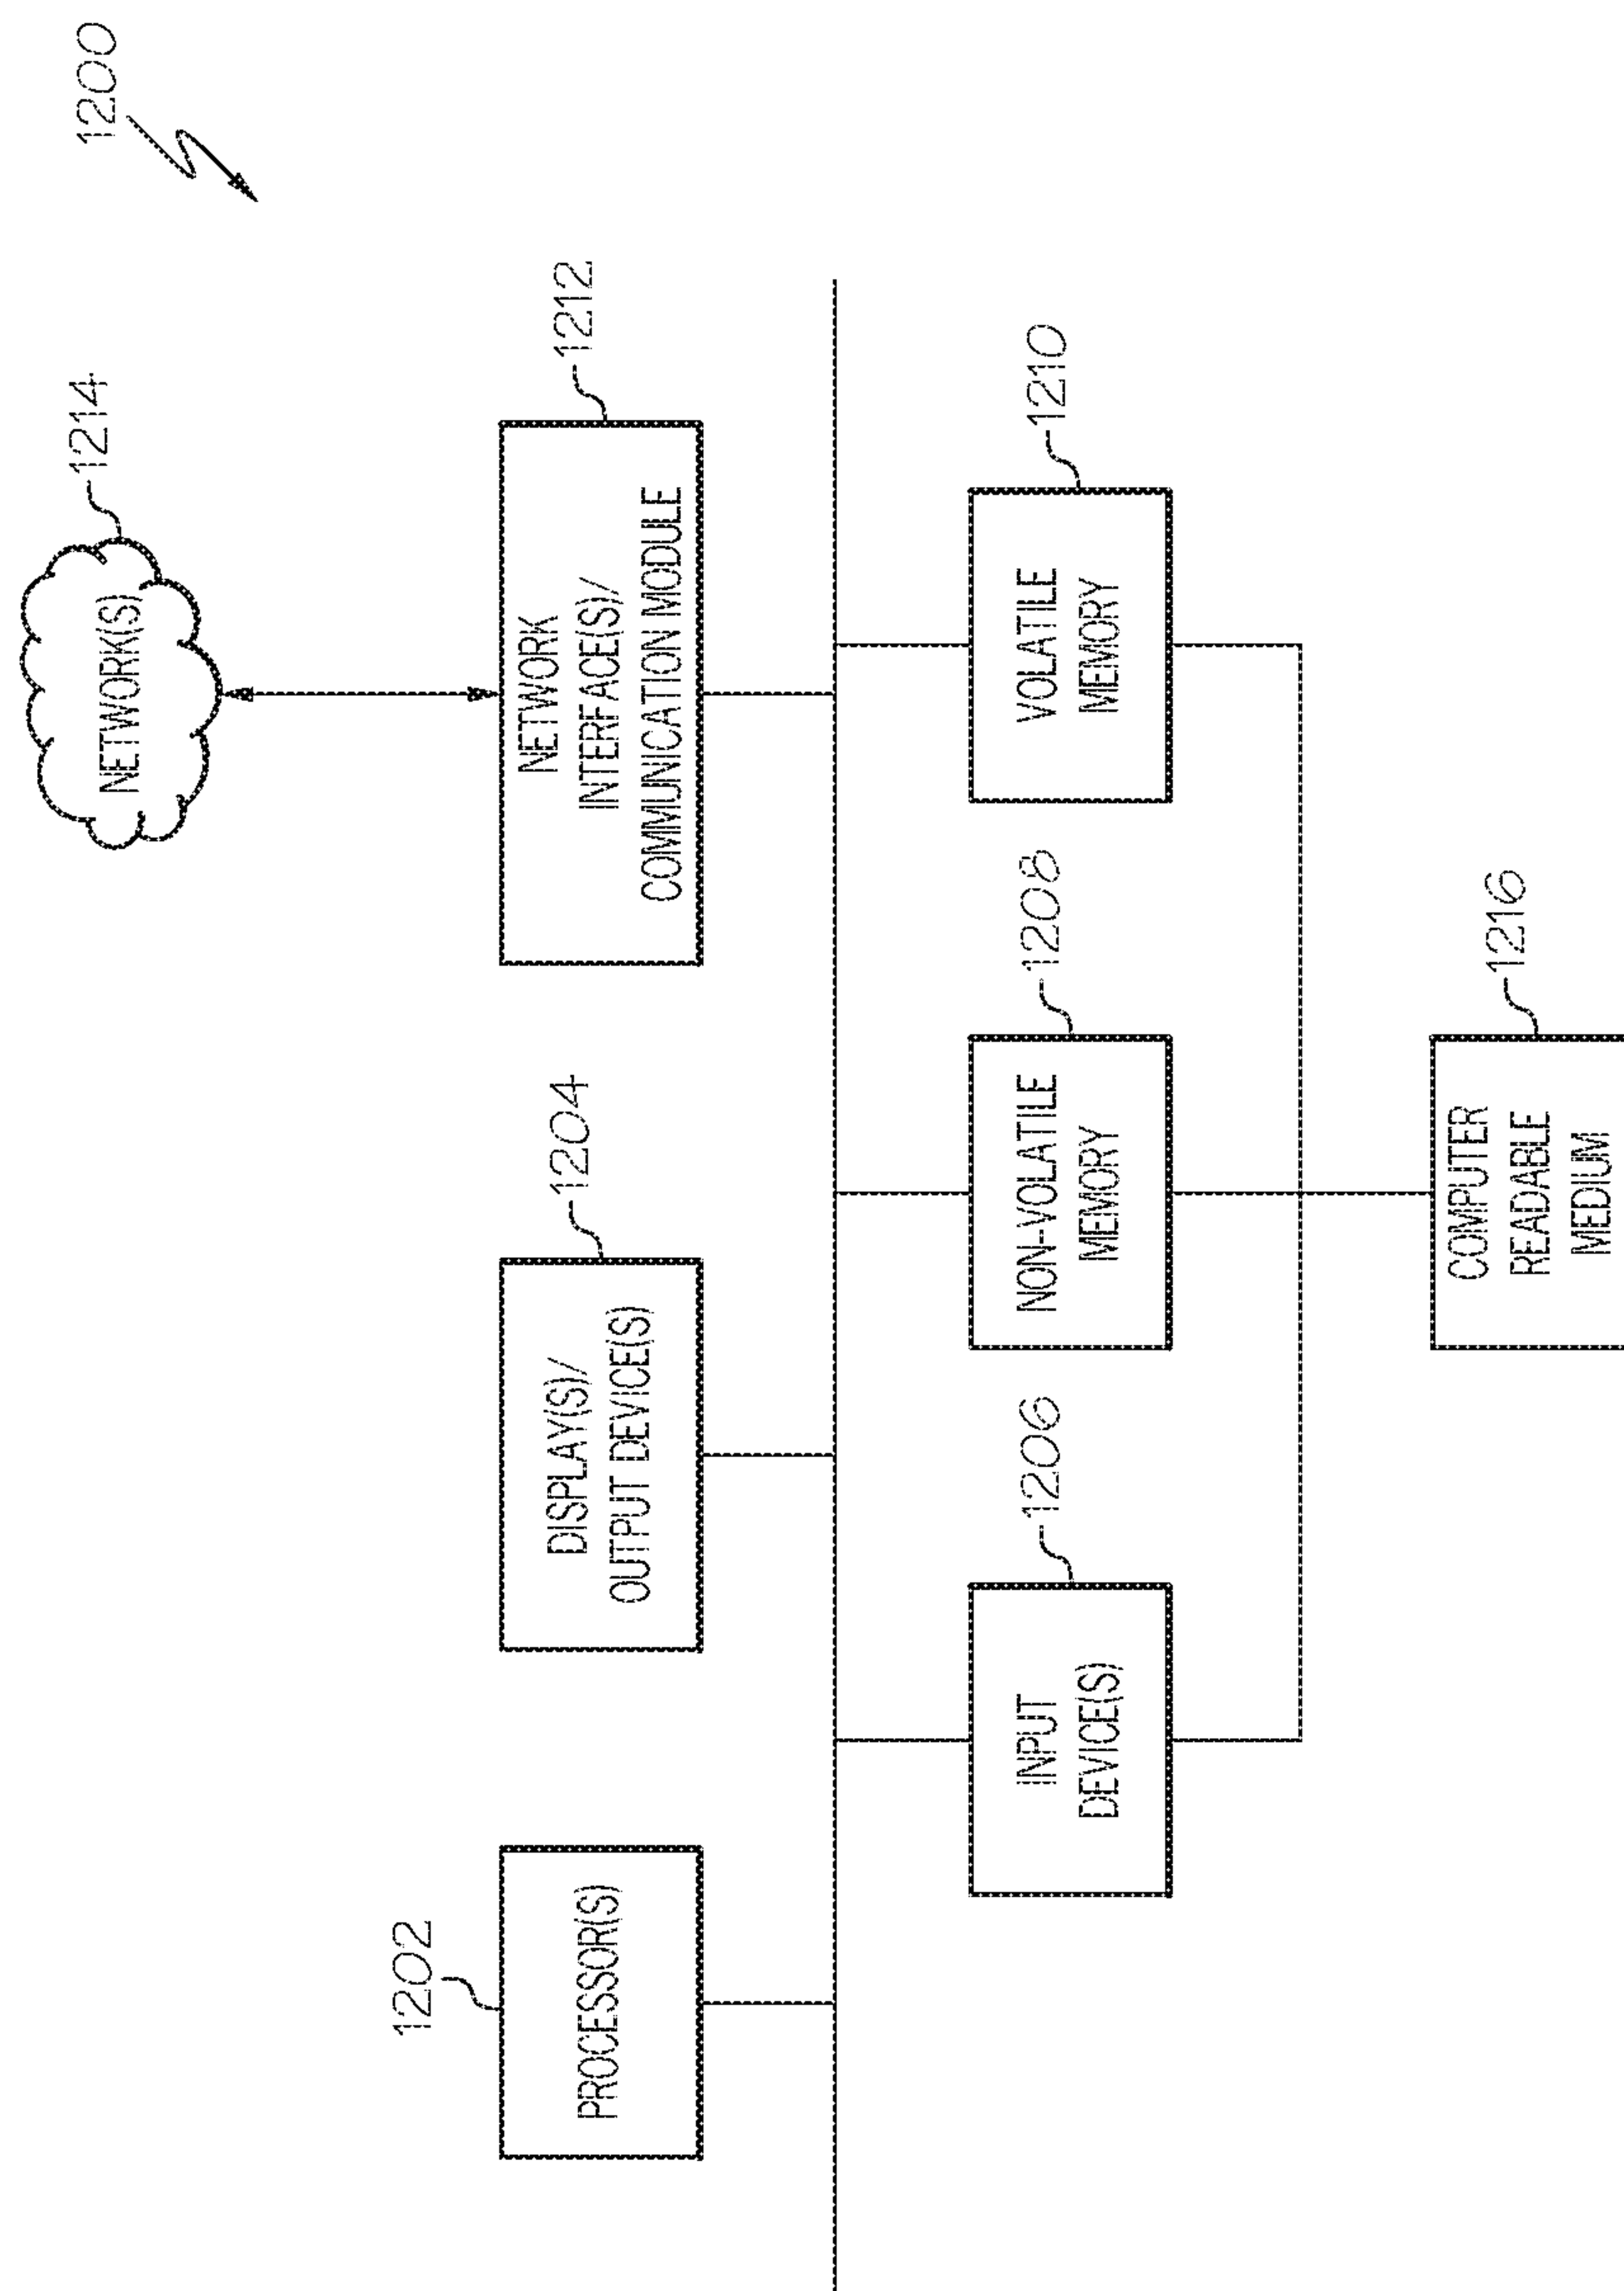 1200
1214
NETWORK(S)
1202
PROCESSOR(S)
1204
DISPLAY(S)/
OUTPUT DEVICE(S)
1212
NETWORK
INTERFACE(S)/
COMMUNICATION MODULE
1206
INPUT
DEVICE(S)
1208
NON-VOLATILE
MEMORY
1210
VOLATILE
MEMORY
1216
COMPUTER
READABLE
MEDIUM